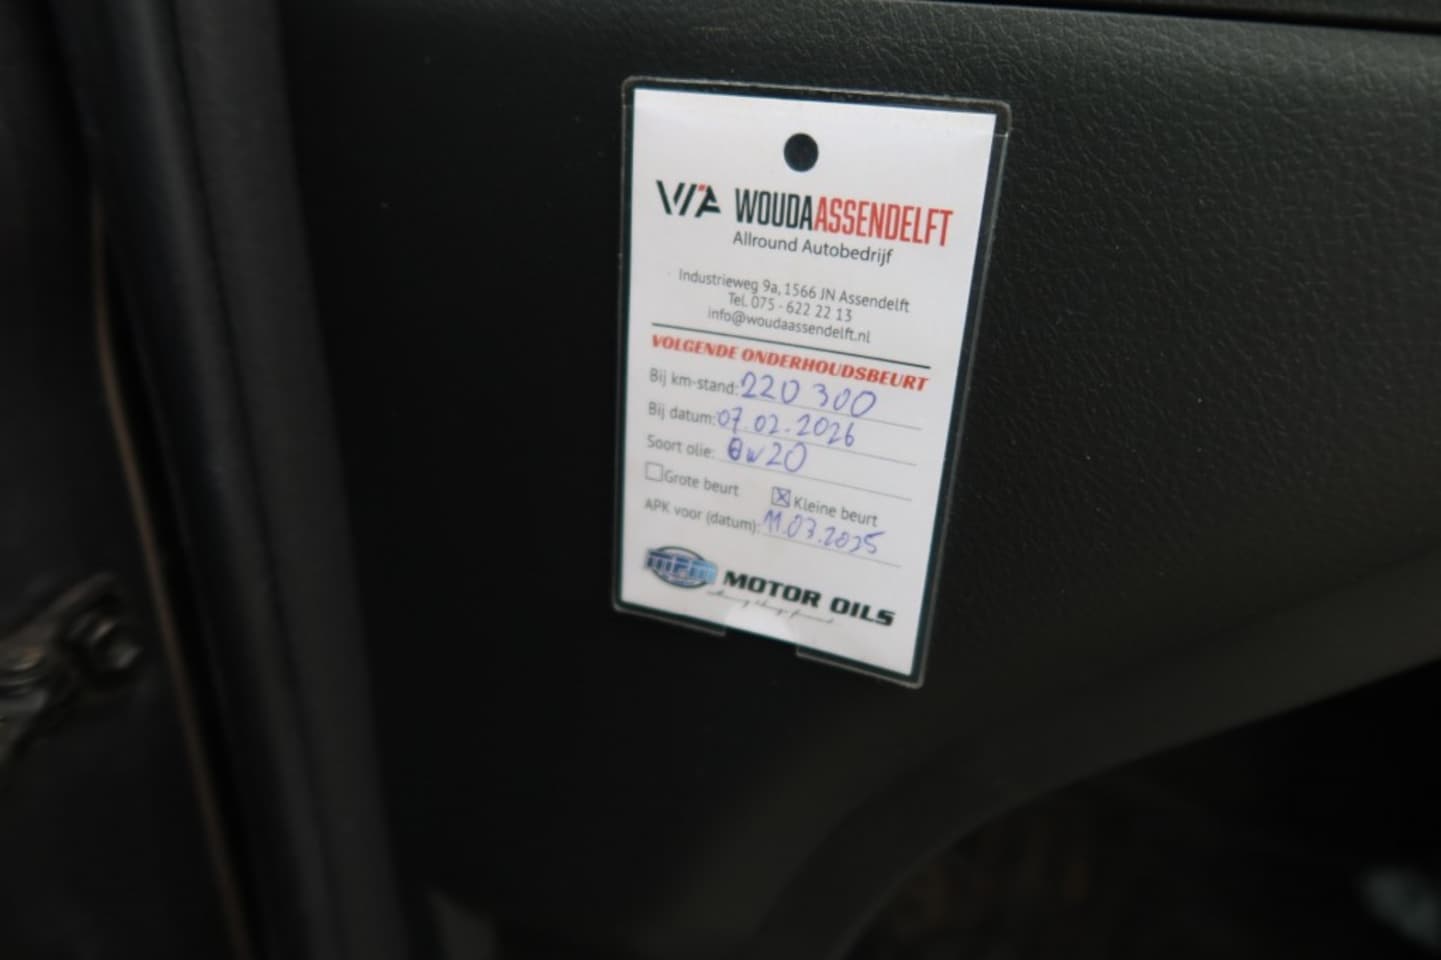 VA WOUDAASSENDELFT
Allround Autobedrijf
Industrieweg 9a, 1566 JN Assendelft
Tel. 075 - 622 22 13
info@woudaassendelft.nl
VOLGENDE ONDERHOUDSBEURT
Bij km-stand: 220 300
Bij datum: 07.02.2026
Soort olie: 0w20
Grote beurt Kleine beurt
APK voor (datum): 11.03.2025
MPM MOTOR OILS